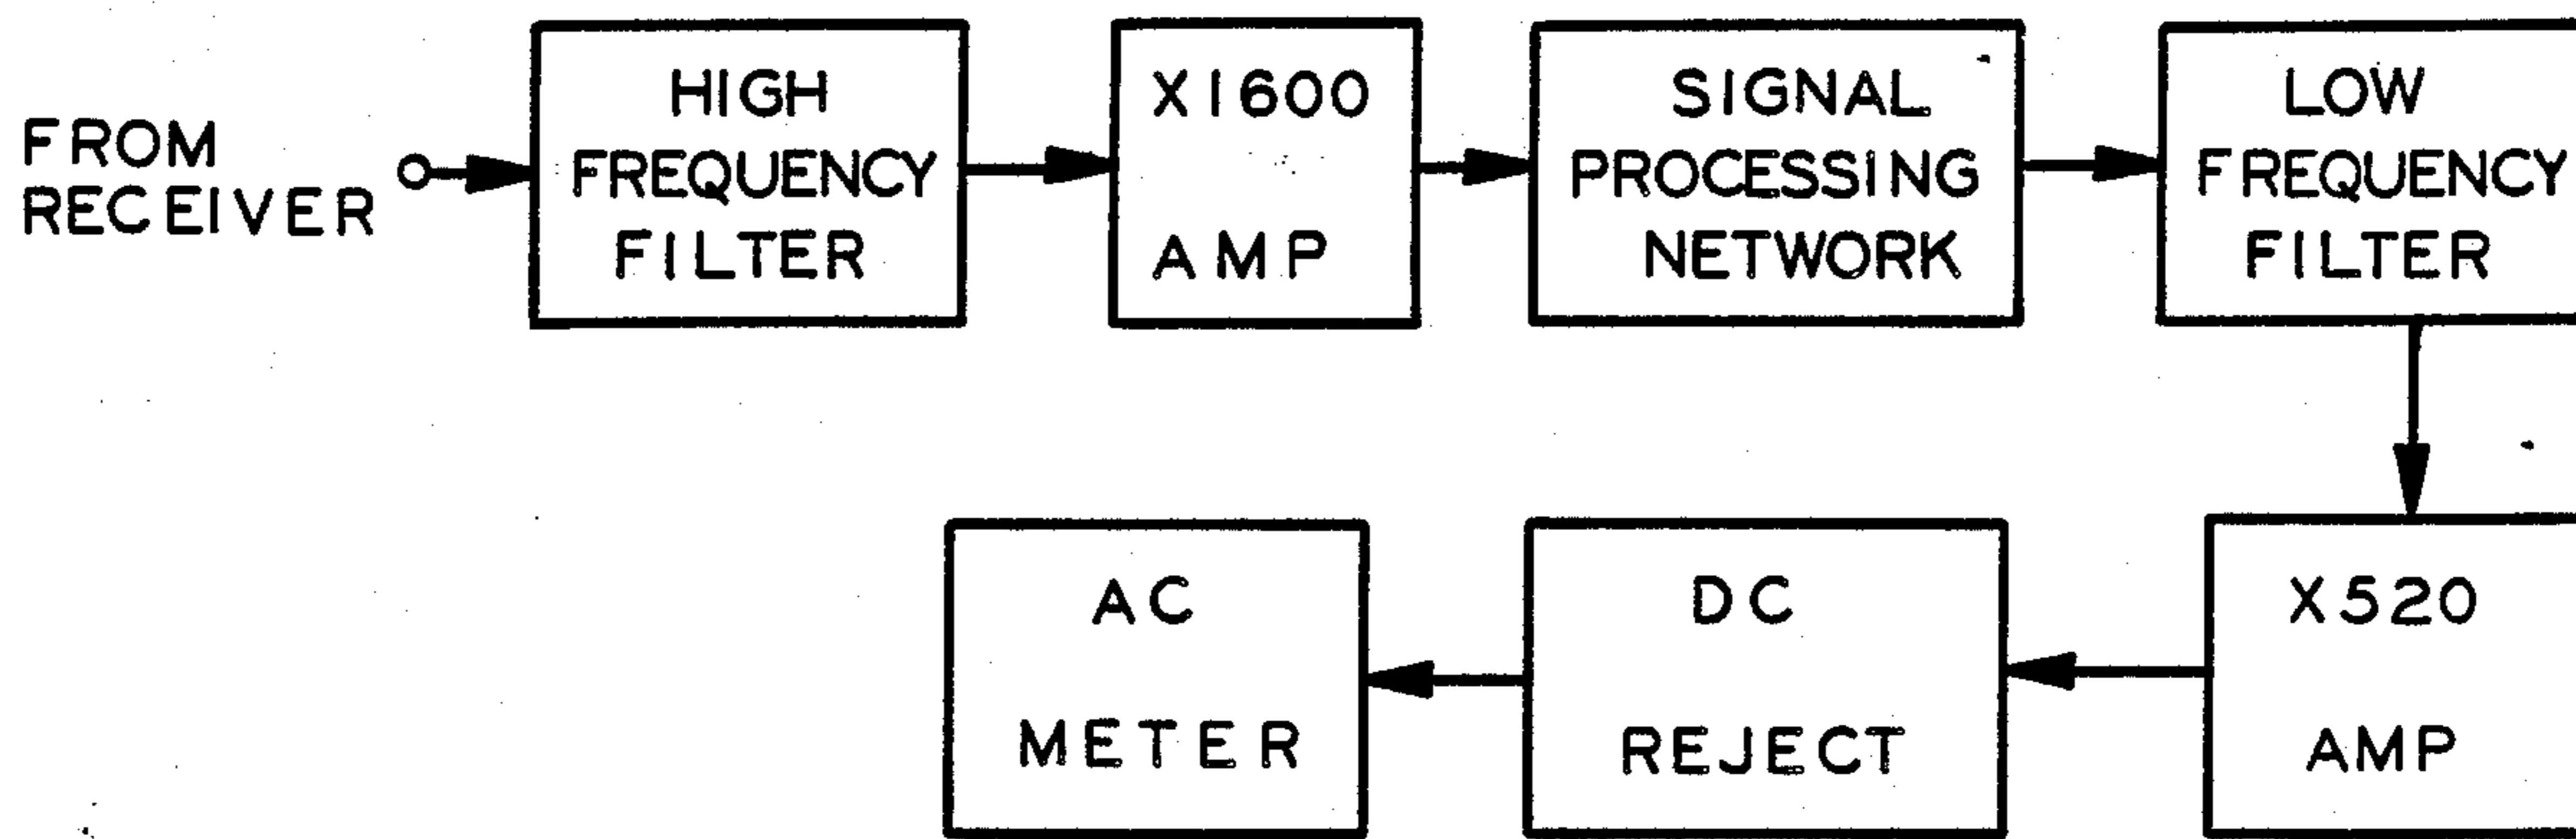 FROM
RECEIVER
HIGH
FREQUENCY
FILTER
X1600
AMP
SIGNAL
PROCESSING
NETWORK
LOW
FREQUENCY
FILTER
X520
AMP
DC
REJECT
AC
METER